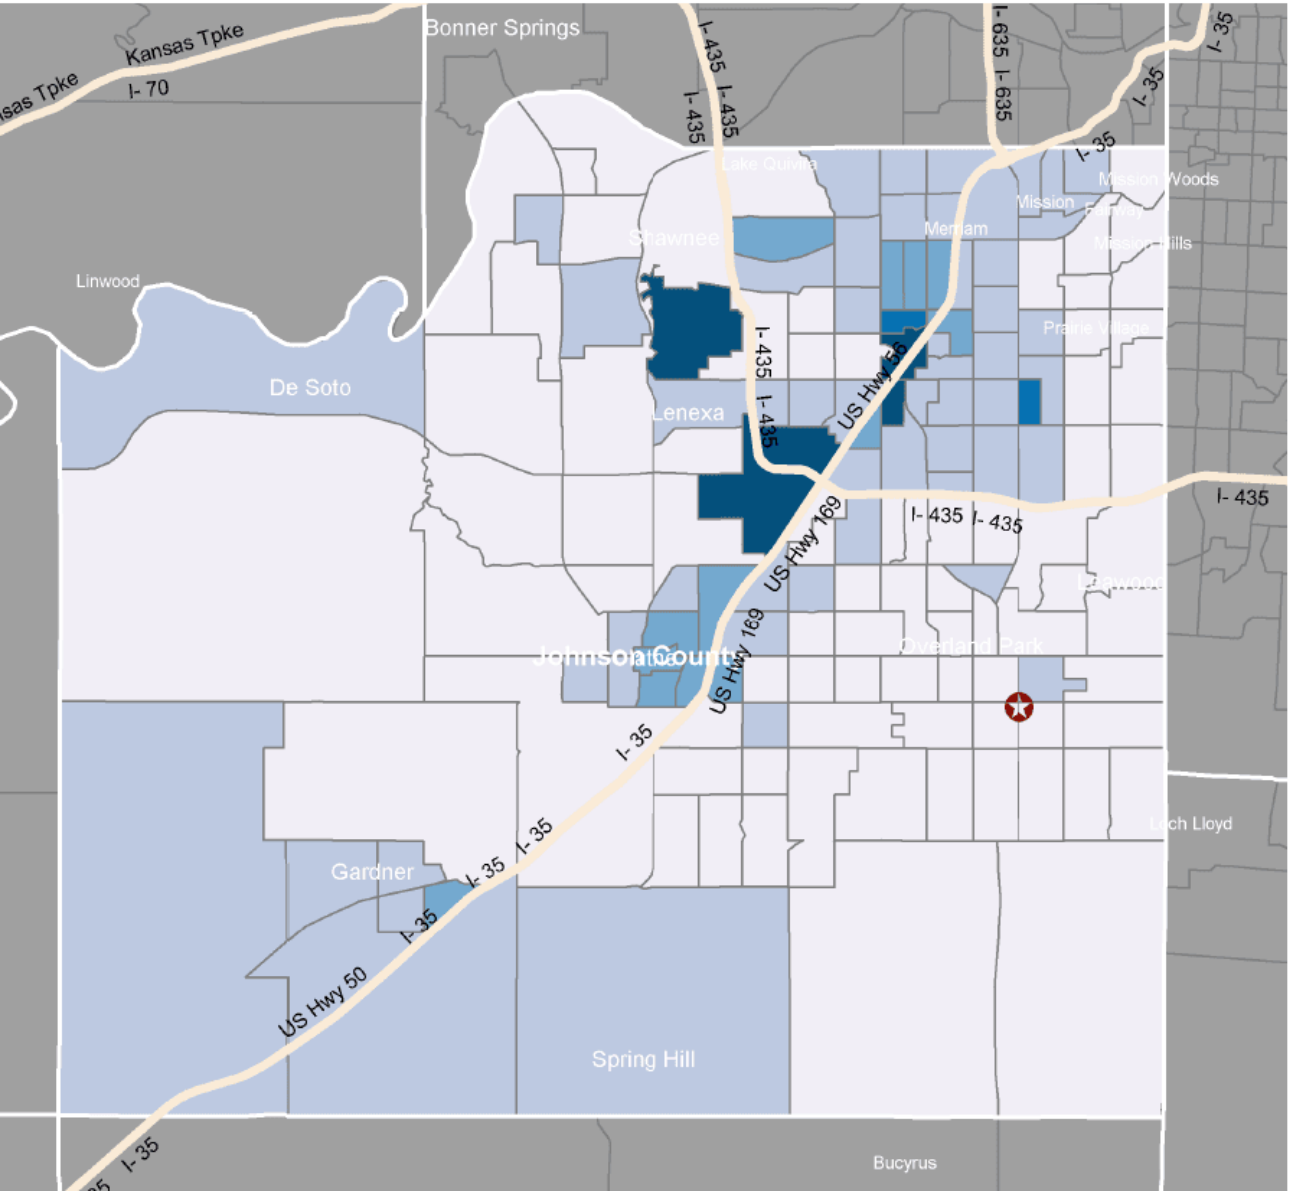 Bonner Springs
Kansas Tpke
I- 70
I- 435
I- 435
I- 435
I- 435
I- 635
I- 635
I- 35
I- 35
I- 35
Lake Quivira
Mission Woods
Mission
Fairway
Merriam
Mission Hills
Shawnee
Linwood
Prairie Village
I- 435
I- 435
US Hwy 56
De Soto
Lenexa
I- 435
I- 435
I- 435
US Hwy 169
Leawood
US Hwy 169
Overland Park
Johnson County
I- 35
Loch Lloyd
I- 35
I- 35
Gardner
I- 35
US Hwy 50
Spring Hill
I- 35
Bucyrus